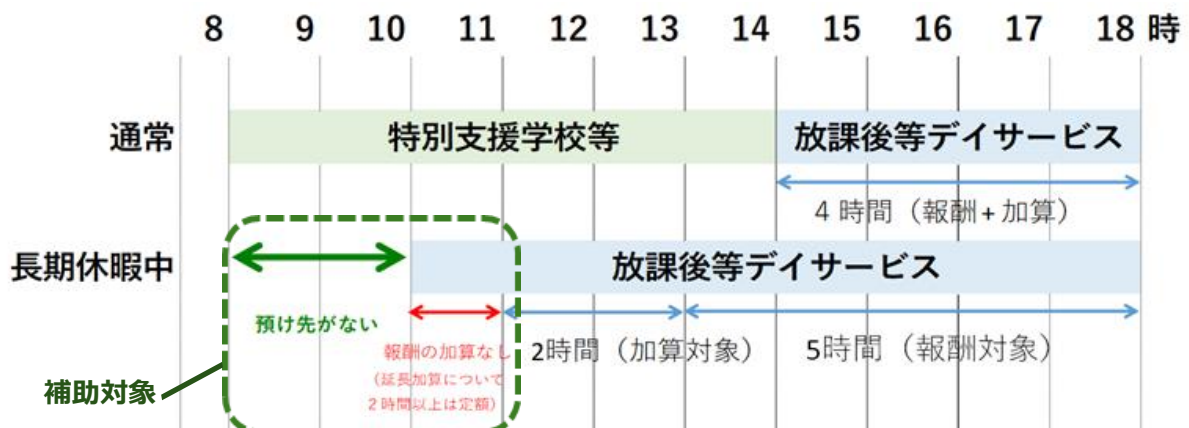 8 9 10 11 12 13 14 15 16 17 18 時
通常
特別支援学校等
放課後等デイサービス
4時間（報酬+加算）
長期休暇中
放課後等デイサービス
預け先がない
報酬の加算なし
（延長加算について
2時間以上は定額）
2時間（加算対象）
5時間（報酬対象）
補助対象